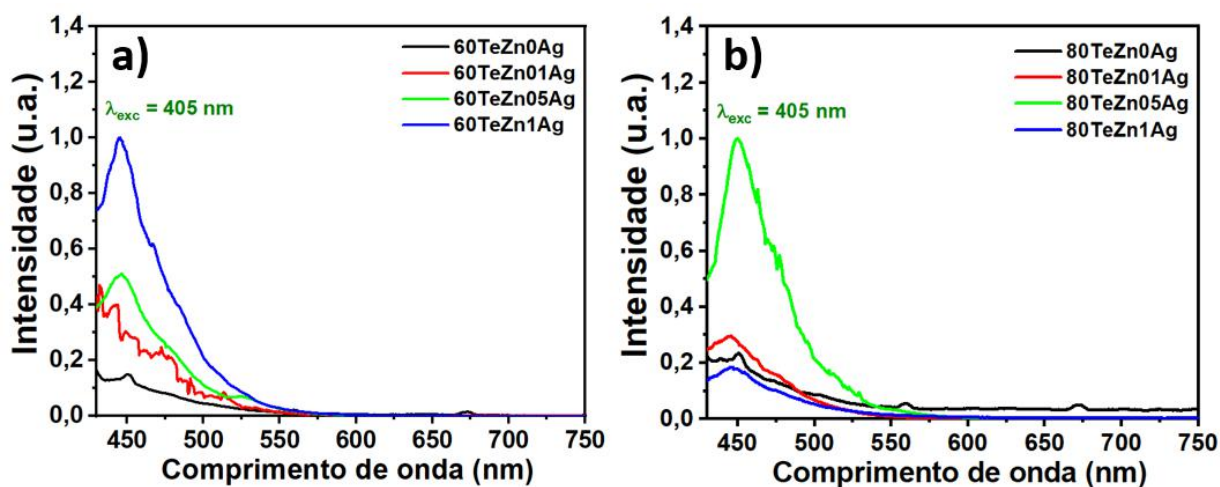 a)
λexc = 405 nm
60TeZn0Ag
60TeZn01Ag
60TeZn05Ag
60TeZn1Ag
Intensidade (u.a.)
1,4
1,2
1,0
0,8
0,6
0,4
0,2
0,0
450 500 550 600 650 700 750
Comprimento de onda (nm)
b)
λexc = 405 nm
80TeZn0Ag
80TeZn01Ag
80TeZn05Ag
80TeZn1Ag
Intensidade (u.a.)
1,4
1,2
1,0
0,8
0,6
0,4
0,2
0,0
450 500 550 600 650 700 750
Comprimento de onda (nm)